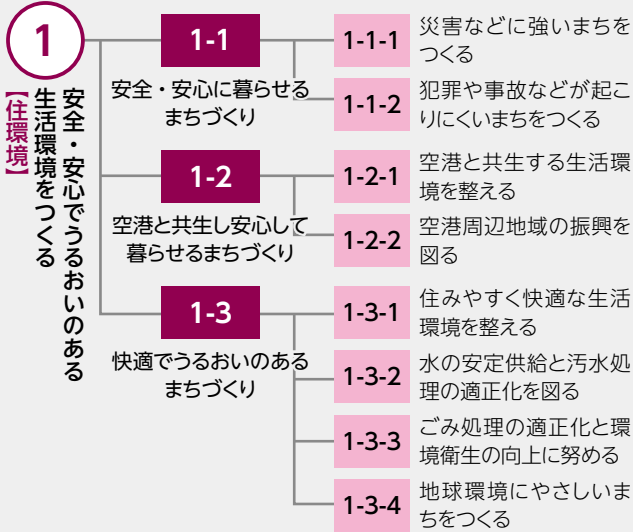 1
安全・安心でうるおいのある
生活環境をつくる
【住環境】
1-1
安全・安心に暮らせる
まちづくり
1-1-1
災害などに強いまちを
つくる
1-1-2
犯罪や事故などが起こ
りにくいまちをつくる
1-2
空港と共生し安心して
暮らせるまちづくり
1-2-1
空港と共生する生活環
境を整える
1-2-2
空港周辺地域の振興を
図る
1-3
快適でうるおいのある
まちづくり
1-3-1
住みやすく快適な生活
環境を整える
1-3-2
水の安定供給と汚水処
理の適正化を図る
1-3-3
ごみ処理の適正化と環
境衛生の向上に努める
1-3-4
地球環境にやさしいま
ちをつくる